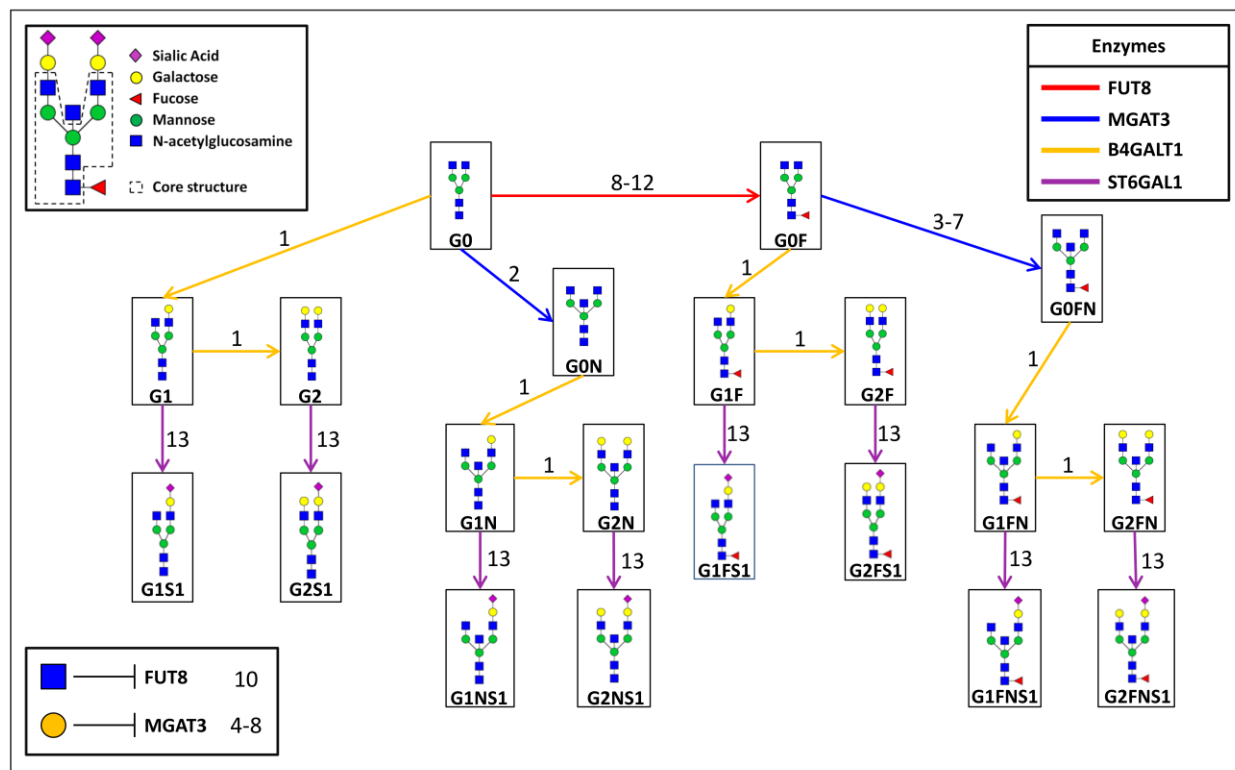 Sialic Acid
Galactose
Fucose
Mannose
N-acetylglucosamine
Core structure
Enzymes
FUT8
MGAT3
B4GALT1
ST6GAL1
G0
8-12
G0F
3-7
G0FN
1
2
1
1
G1
1
G2
G0N
G1F
1
G2F
1
13
13
1
13
13
G1S1
G2S1
G1N
1
G2N
G1FS1
G2FS1
G1FN
1
G2FN
13
13
13
13
G1NS1
G2NS1
G1FNS1
G2FNS1
FUT8 10
MGAT3 4-8